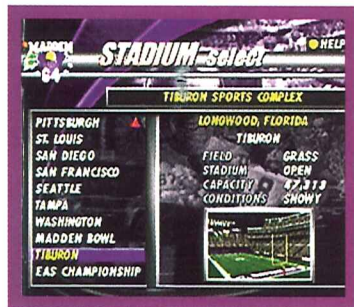 MADDEN
64
STADIUM select
HELP
TIBURON SPORTS COMPLEX
PITTSBURGH
ST. LOUIS
SAN DIEGO
SAN FRANCISCO
SEATTLE
TAMPA
WASHINGTON
MADDEN BOWL
TIBURON
EAS CHAMPIONSHIP
LONGWOOD, FLORIDA
TIBURON
FIELD GRASS
STADIUM OPEN
CAPACITY 47,313
CONDITIONS SNOWY